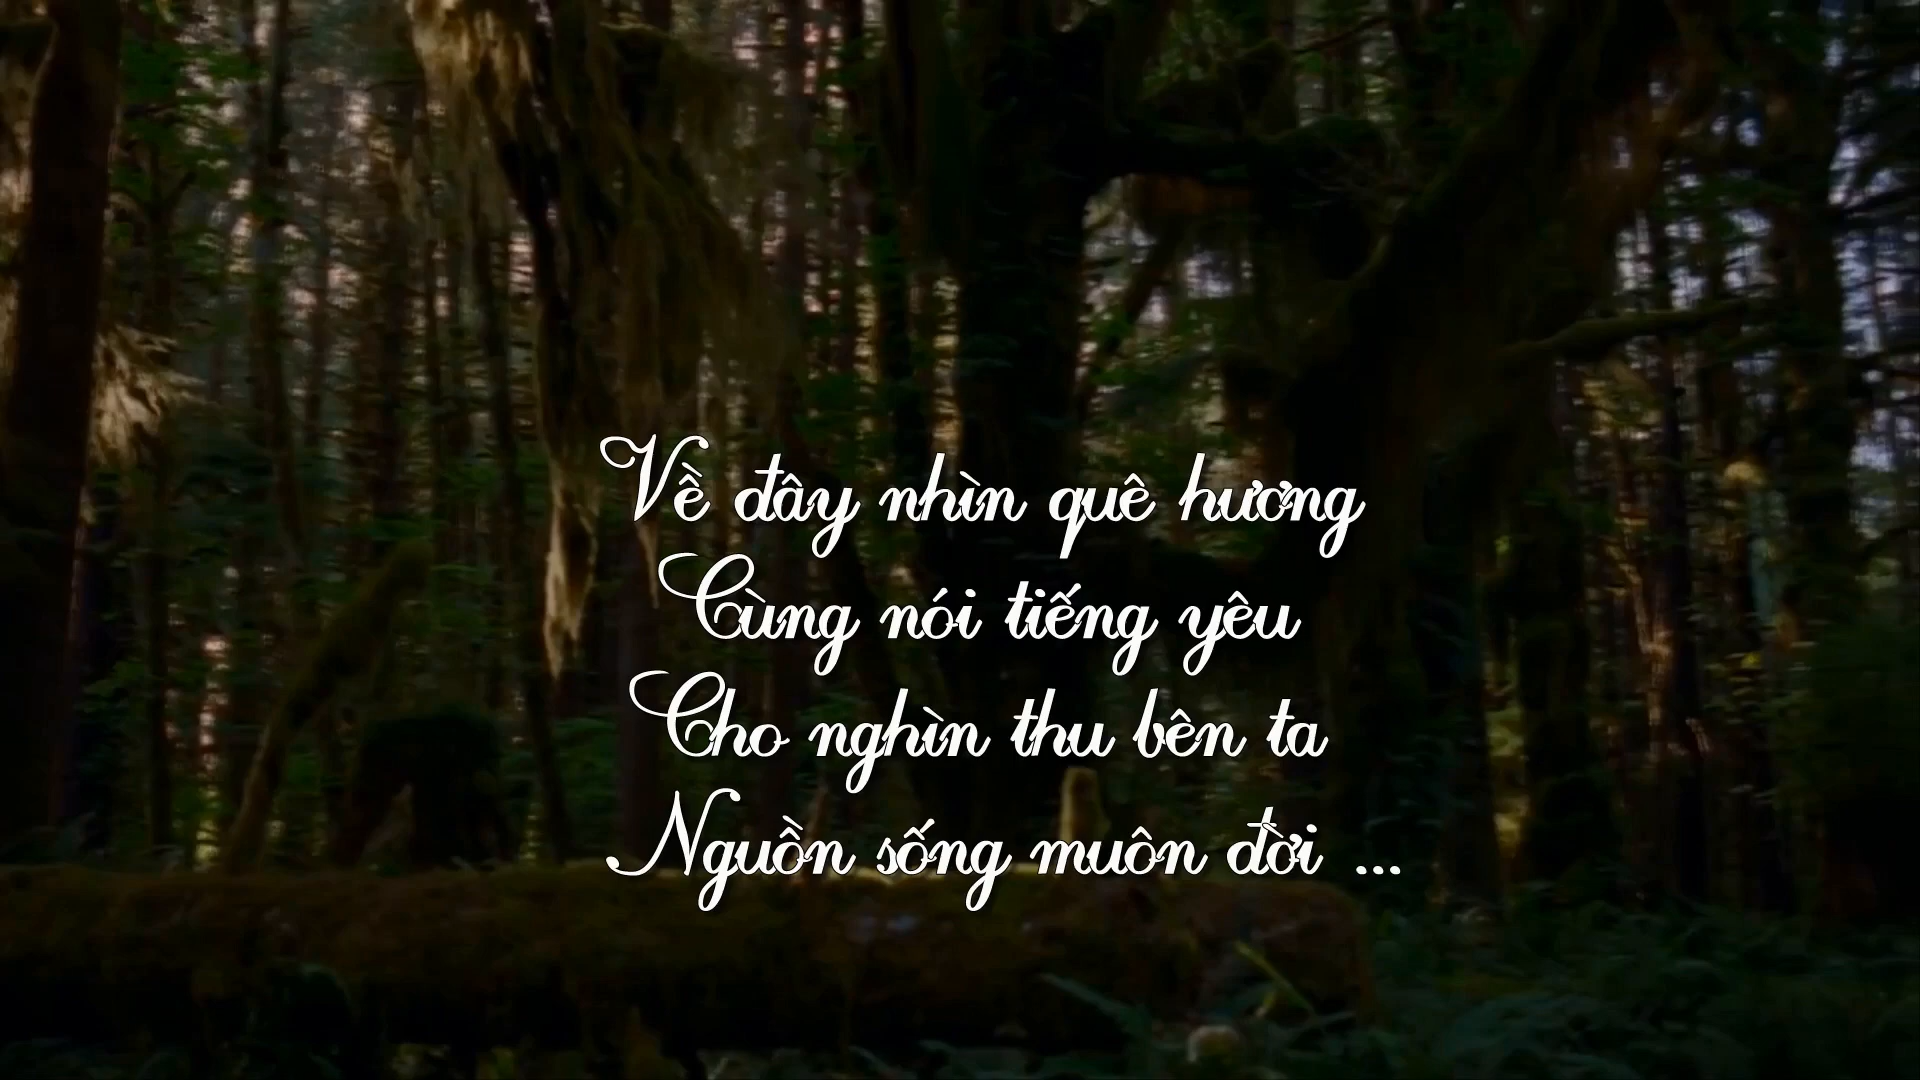 Về đây nhìn quê hương
Cùng nói tiếng yêu
Cho nghìn thu bên ta
Nguồn sống muôn đời ...